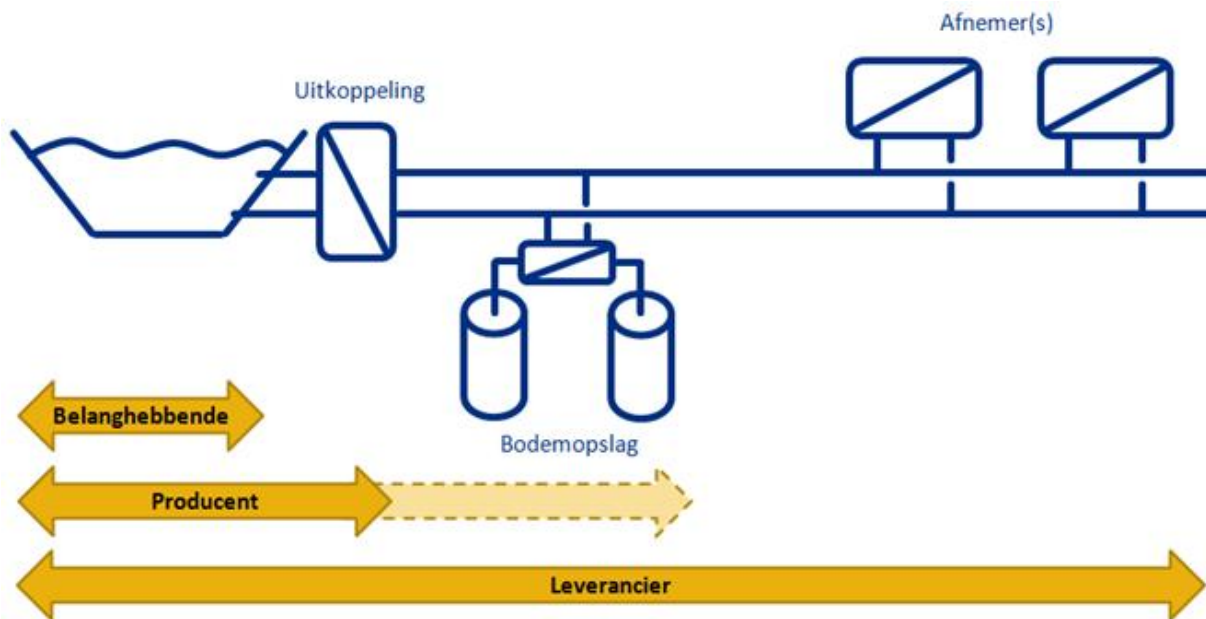 Afnemer(s)
Uitkoppeling
Bodemopslag
Belanghebbende
Producent
Leverancier